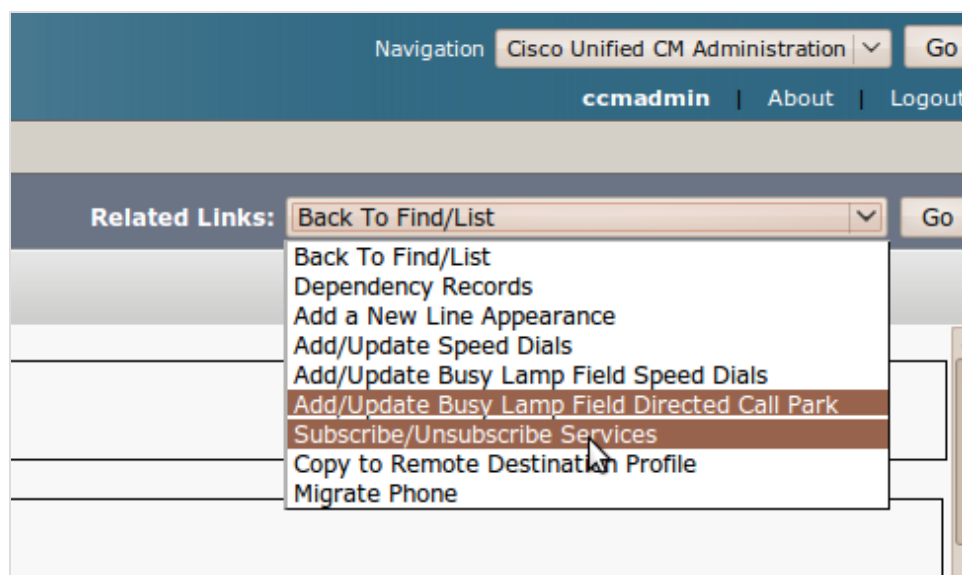 Navigation Cisco Unified CM Administration Go
ccmadmin | About | Logout
Related Links: Back To Find/List Go
Back To Find/List
Dependency Records
Add a New Line Appearance
Add/Update Speed Dials
Add/Update Busy Lamp Field Speed Dials
Add/Update Busy Lamp Field Directed Call Park
Subscribe/Unsubscribe Services
Copy to Remote Destination Profile
Migrate Phone